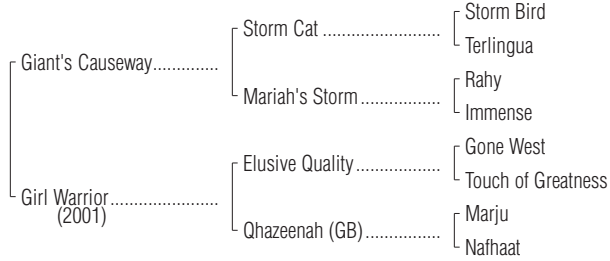 Storm Bird
Storm Cat ....................
Terlingua
Giant's Causeway..............
Rahy
Mariah's Storm .................
Immense
Gone West
Elusive Quality .................
Touch of Greatness
Girl Warrior......................
(2001)
Marju
Qhazeenah (GB)................
Nafhaat